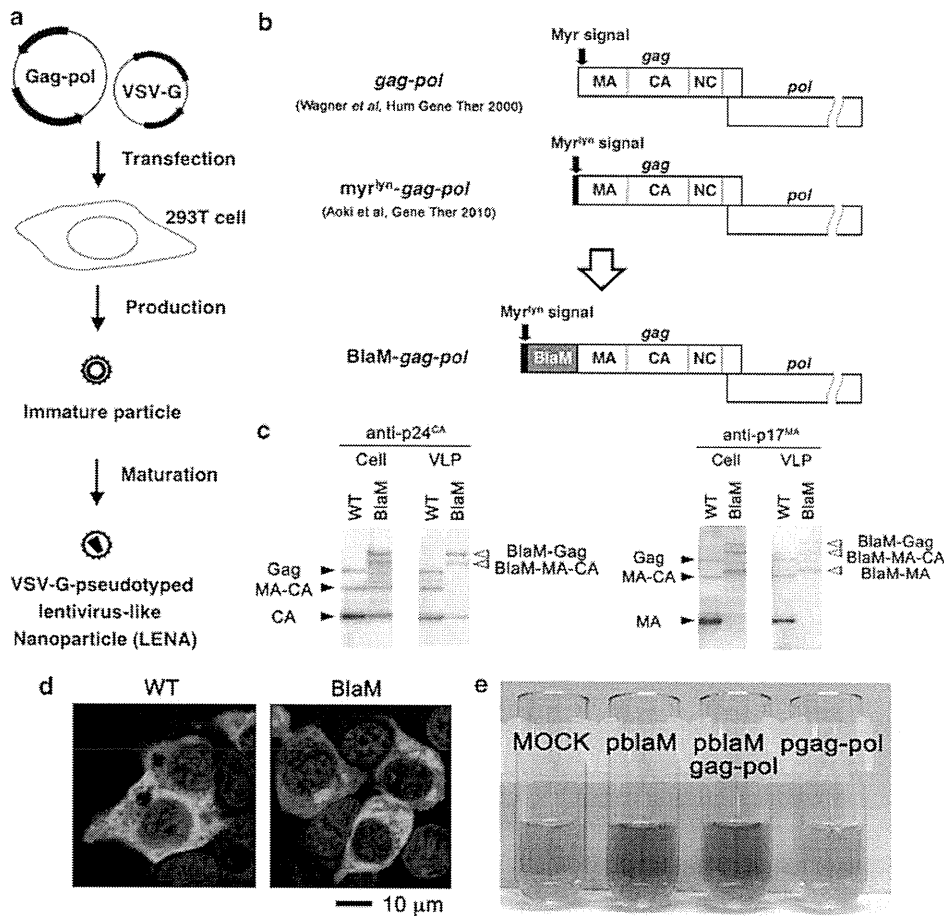 a
Gag-pol
VSV-G
Transfection
293T cell
Production
Immature particle
Maturation
VSV-G-pseudotyped
lentivirus-like
Nanoparticle (LENA)
b
Myr signal
gag
gag-pol
MA CA NC
pol
(Wagner et al, Hum Gene Ther 2000)
Myrlyn signal
gag
myrlyn-gag-pol
MA CA NC
pol
(Aoki et al, Gene Ther 2010)
Myrlyn signal
gag
BlaM-gag-pol
BlaM MA CA NC
pol
c
anti-p24CA
Cell VLP
WT BlaM WT BlaM
Gag
MA-CA
CA
BlaM-Gag
BlaM-MA-CA
anti-p17MA
Cell VLP
WT BlaM WT BlaM
Gag
MA-CA
MA
BlaM-Gag
BlaM-MA-CA
BlaM-MA
d
WT BlaM
10 µm
e
MOCK pblaM pblaM pgag-pol
gag-pol